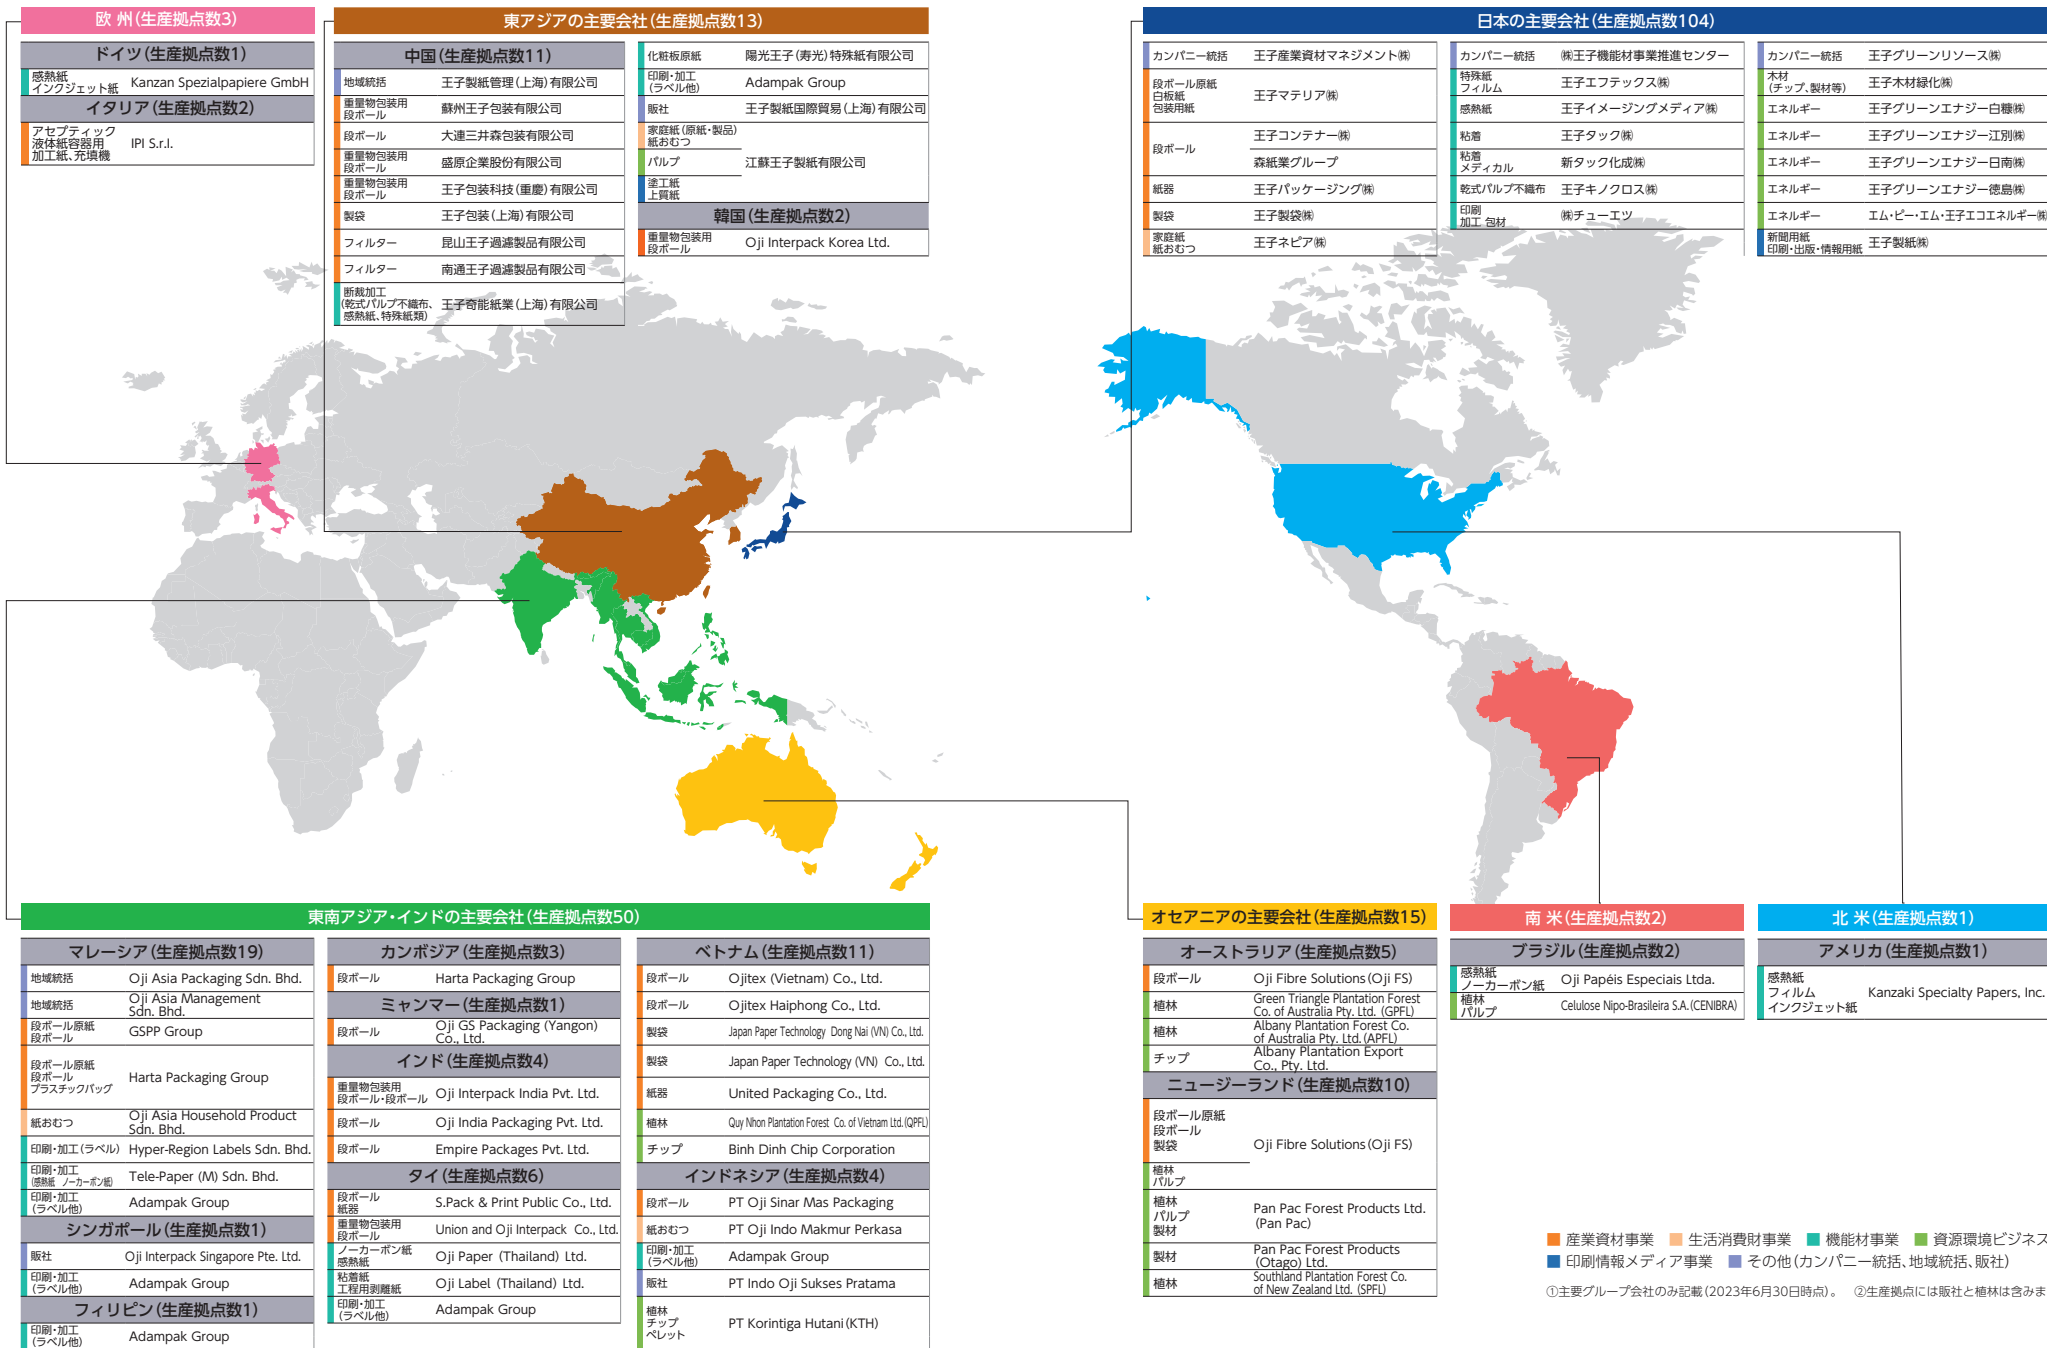 欧 州(生産拠点数3)
ドイツ(生産拠点数1)
感熱紙
インクジェット紙
Kanzan Spezialpapiere GmbH
イタリア(生産拠点数2)
アセプティック
液体紙容器用
加工紙、充填機
IPI S.r.l.
東アジアの主要会社(生産拠点数13)
中国(生産拠点数11)
地域統括
王子製紙管理(上海)有限公司
重量物包装用
段ボール
蘇州王子包装有限公司
段ボール
大連三井森包装有限公司
重量物包装用
段ボール
盛原企業股份有限公司
重量物包装用
段ボール
王子包装科技(重慶)有限公司
製袋
王子包装(上海)有限公司
フィルター
昆山王子過濾製品有限公司
フィルター
南通王子過濾製品有限公司
断裁加工
(乾式パルプ不織布、
感熱紙、特殊紙類)
王子奇能紙業(上海)有限公司
化粧板原紙
陽光王子(寿光)特殊紙有限公司
印刷・加工
(ラベル他)
Adampak Group
販社
王子製紙国際貿易(上海)有限公司
家庭紙(原紙・製品)
紙おむつ
パルプ
塗工紙
上質紙
江蘇王子製紙有限公司
韓国(生産拠点数2)
重量物包装用
段ボール
Oji Interpack Korea Ltd.
日本の主要会社(生産拠点数104)
カンパニー統括
王子産業資材マネジメント㈱
段ボール原紙
白板紙
包装用紙
王子マテリア㈱
段ボール
王子コンテナー㈱
森紙業グループ
紙器
王子パッケージング㈱
製袋
王子製袋㈱
家庭紙
紙おむつ
王子ネピア㈱
カンパニー統括
㈱王子機能材事業推進センター
特殊紙
フィルム
王子エフテックス㈱
感熱紙
王子イメージングメディア㈱
粘着
王子タック㈱
粘着
メディカル
新タック化成㈱
乾式パルプ不織布
王子キノクロス㈱
印刷
加工 包材
㈱チューエツ
カンパニー統括
王子グリーンリソース㈱
木材
(チップ、製材等)
王子木材緑化㈱
エネルギー
王子グリーンエナジー白糠㈱
エネルギー
王子グリーンエナジー江別㈱
エネルギー
王子グリーンエナジー日南㈱
エネルギー
王子グリーンエナジー徳島㈱
エネルギー
エム・ピー・エム・王子エコエネルギー㈱
新聞用紙
印刷・出版・情報用紙
王子製紙㈱
東南アジア・インドの主要会社(生産拠点数50)
マレーシア(生産拠点数19)
地域統括
Oji Asia Packaging Sdn. Bhd.
地域統括
Oji Asia Management
Sdn. Bhd.
段ボール原紙
段ボール
GSPP Group
段ボール原紙
段ボール
プラスチックバッグ
Harta Packaging Group
紙おむつ
Oji Asia Household Product
Sdn. Bhd.
印刷・加工(ラベル)
Hyper-Region Labels Sdn. Bhd.
印刷・加工
(感熱紙 ノーカーボン紙)
Tele-Paper (M) Sdn. Bhd.
印刷・加工
(ラベル他)
Adampak Group
シンガポール(生産拠点数1)
販社
Oji Interpack Singapore Pte. Ltd.
印刷・加工
(ラベル他)
Adampak Group
フィリピン(生産拠点数1)
印刷・加工
(ラベル他)
Adampak Group
カンボジア(生産拠点数3)
段ボール
Harta Packaging Group
ミャンマー(生産拠点数1)
段ボール
Oji GS Packaging (Yangon)
Co., Ltd.
インド(生産拠点数4)
重量物包装用
段ボール・段ボール
Oji Interpack India Pvt. Ltd.
段ボール
Oji India Packaging Pvt. Ltd.
段ボール
Empire Packages Pvt. Ltd.
タイ(生産拠点数6)
段ボール
紙器
S.Pack & Print Public Co., Ltd.
重量物包装用
段ボール
Union and Oji Interpack Co., Ltd.
ノーカーボン紙
感熱紙
Oji Paper (Thailand) Ltd.
粘着紙
工程用剥離紙
Oji Label (Thailand) Ltd.
印刷・加工
(ラベル他)
Adampak Group
ベトナム(生産拠点数11)
段ボール
Ojitex (Vietnam) Co., Ltd.
段ボール
Ojitex Haiphong Co., Ltd.
製袋
Japan Paper Technology Dong Nai (VN) Co., Ltd.
製袋
Japan Paper Technology (VN) Co., Ltd.
紙器
United Packaging Co., Ltd.
植林
Quy Nhon Plantation Forest Co. of Vietnam Ltd. (QPFL)
チップ
Binh Dinh Chip Corporation
インドネシア(生産拠点数4)
段ボール
PT Oji Sinar Mas Packaging
紙おむつ
PT Oji Indo Makmur Perkasa
印刷・加工
(ラベル他)
Adampak Group
販社
PT Indo Oji Sukses Pratama
植林
チップ
ペレット
PT Korintiga Hutani (KTH)
オセアニアの主要会社(生産拠点数15)
オーストラリア(生産拠点数5)
段ボール
Oji Fibre Solutions (Oji FS)
植林
Green Triangle Plantation Forest
Co. of Australia Pty. Ltd. (GPFL)
植林
Albany Plantation Forest Co.
of Australia Pty. Ltd. (APFL)
チップ
Albany Plantation Export
Co., Pty. Ltd.
ニュージーランド(生産拠点数10)
段ボール原紙
段ボール
製袋
植林
パルプ
Oji Fibre Solutions (Oji FS)
植林
パルプ
製材
Pan Pac Forest Products Ltd.
(Pan Pac)
製材
Pan Pac Forest Products
(Otago) Ltd.
植林
Southland Plantation Forest Co.
of New Zealand Ltd. (SPFL)
南 米(生産拠点数2)
ブラジル(生産拠点数2)
感熱紙
ノーカーボン紙
Oji Papéis Especiais Ltda.
植林
パルプ
Celulose Nipo-Brasileira S.A. (CENIBRA)
北 米(生産拠点数1)
アメリカ(生産拠点数1)
感熱紙
フィルム
インクジェット紙
Kanzaki Specialty Papers, Inc.
産業資材事業 生活消費財事業 機能材事業 資源環境ビジネス
印刷情報メディア事業 その他(カンパニー統括、地域統括、販社)
①主要グループ会社のみ記載(2023年6月30日時点)。 ②生産拠点には販社と植林は含みま